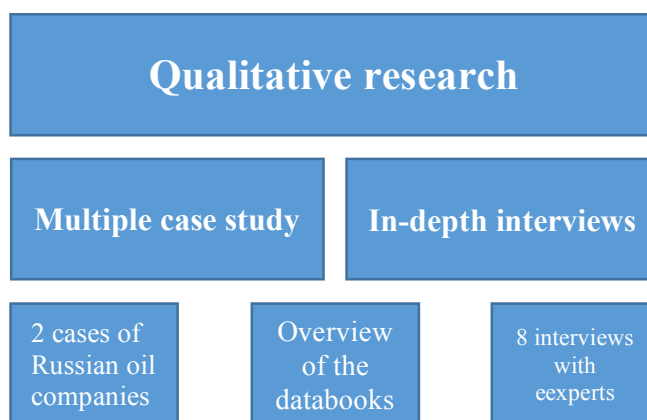 Qualitative research
Multiple case study
In-depth interviews
2 cases of
Russian oil
companies
Overview
of the
databooks
8 interviews
with
eexperts